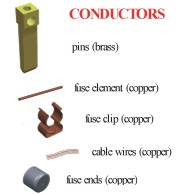 CONDUCTORS
pins (brass)
fuse element (copper)
fuse clip (copper)
cable wires (copper)
fuse ends (copper)